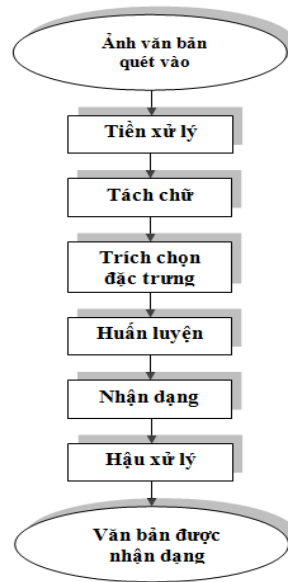 Ảnh văn bản
quét vào
Tiền xử lý
Tách chữ
Trích chọn
đặc trưng
Huấn luyện
Nhận dạng
Hậu xử lý
Văn bản được
nhận dạng